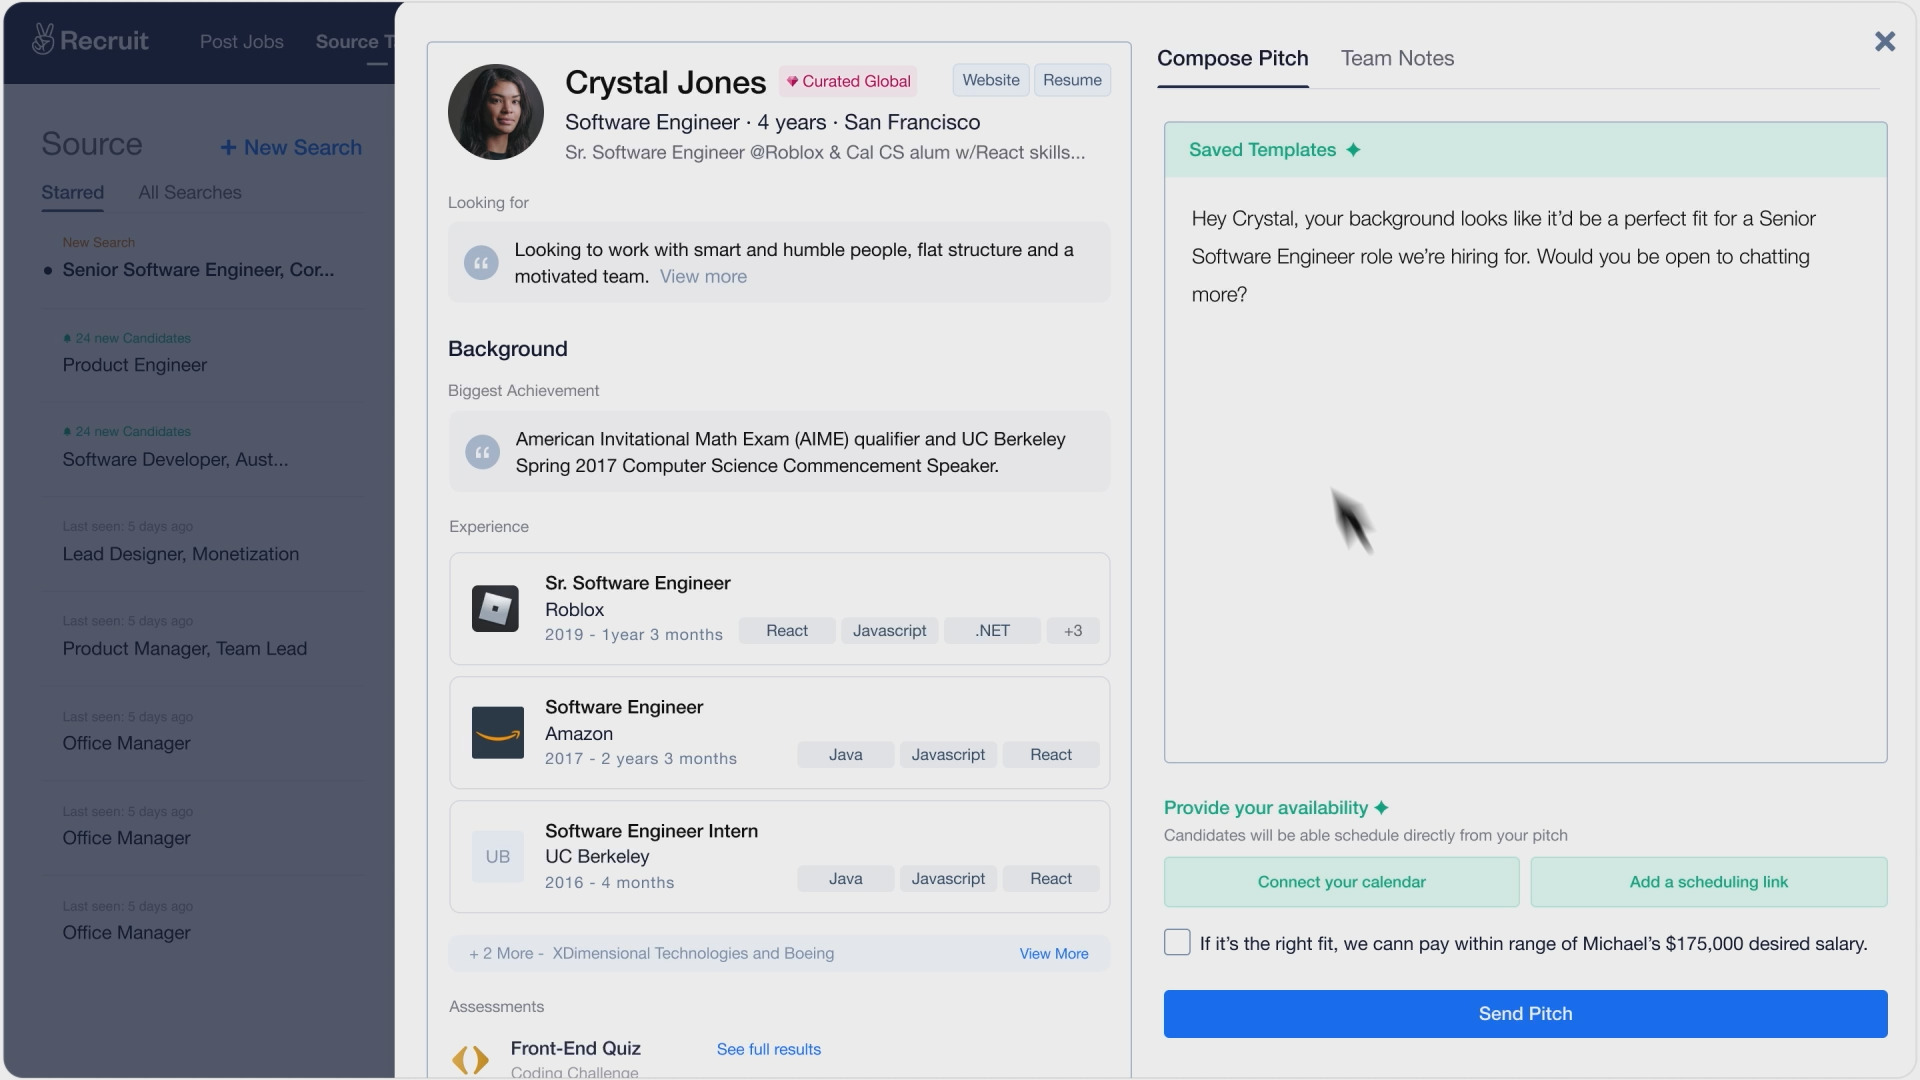 Recruit
Post Jobs
Source T
Source
+ New Search
Starred
All Searches
New Search
Senior Software Engineer, Cor...
24 new Candidates
Product Engineer
24 new Candidates
Software Developer, Aust...
Last seen: 5 days ago
Lead Designer, Monetization
Last seen: 5 days ago
Product Manager, Team Lead
Last seen: 5 days ago
Office Manager
Last seen: 5 days ago
Office Manager
Last seen: 5 days ago
Office Manager
Crystal Jones
Curated Global
Website
Resume
Software Engineer · 4 years · San Francisco
Sr. Software Engineer @Roblox & Cal CS alum w/React skills...
Looking for
Looking to work with smart and humble people, flat structure and a
motivated team. View more
Background
Biggest Achievement
American Invitational Math Exam (AIME) qualifier and UC Berkeley
Spring 2017 Computer Science Commencement Speaker.
Experience
Sr. Software Engineer
Roblox
2019 - 1year 3 months
React
Javascript
.NET
+3
Software Engineer
Amazon
2017 - 2 years 3 months
Java
Javascript
React
UB
Software Engineer Intern
UC Berkeley
2016 - 4 months
Java
Javascript
React
+ 2 More - XDimensional Technologies and Boeing
View More
Assessments
Front-End Quiz
See full results
Coding Challenge
Compose Pitch
Team Notes
Saved Templates
Hey Crystal, your background looks like it’d be a perfect fit for a Senior
Software Engineer role we’re hiring for. Would you be open to chatting
more?
Provide your availability
Candidates will be able schedule directly from your pitch
Connect your calendar
Add a scheduling link
If it’s the right fit, we cann pay within range of Michael’s $175,000 desired salary.
Send Pitch